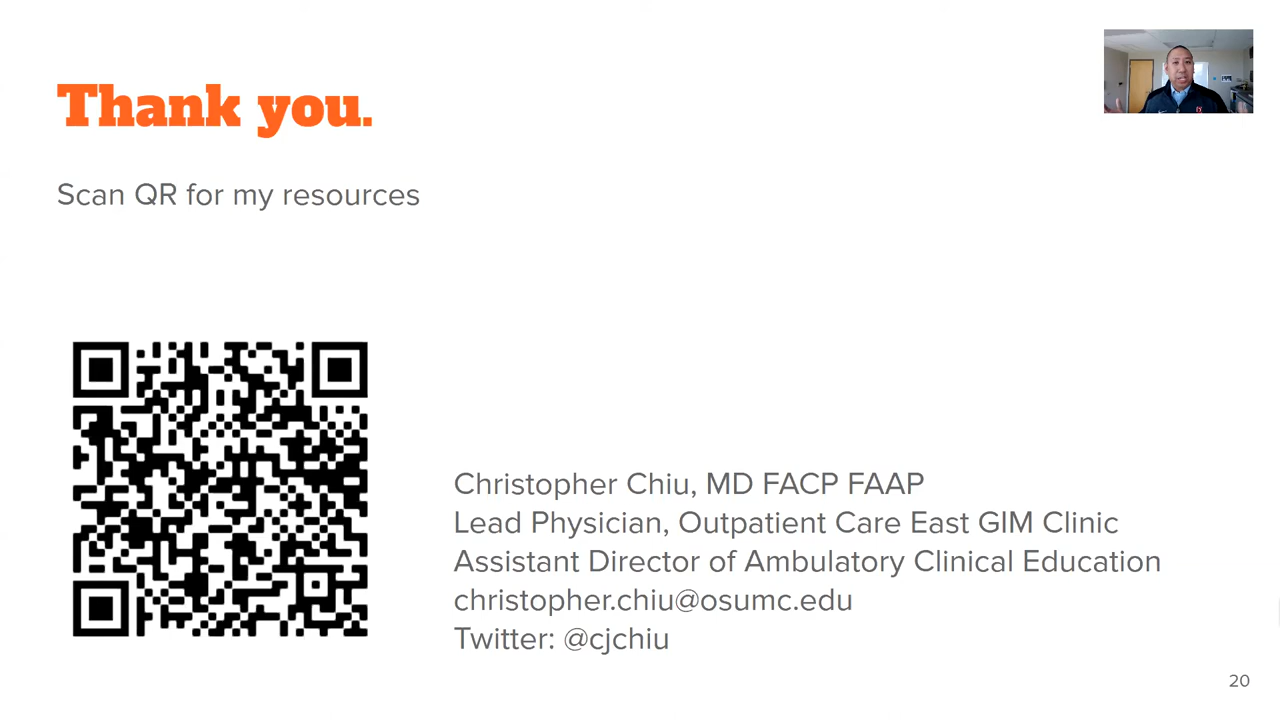 Thank you.
Scan QR for my resources
Christopher Chiu, MD FACP FAAP
Lead Physician, Outpatient Care East GIM Clinic
Assistant Director of Ambulatory Clinical Education
christopher.chiu@osumc.edu
Twitter: @cjchiu
20